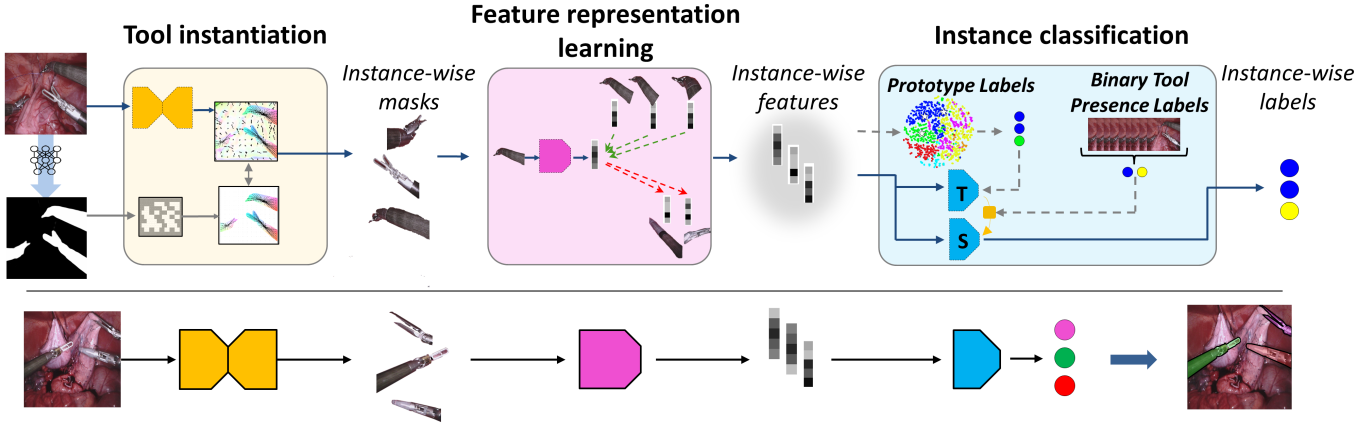 Tool instantiation
Feature representation
learning
Instance classification
Instance-wise
masks
Instance-wise
features
Prototype Labels
Binary Tool
Presence Labels
Instance-wise
labels
T
S